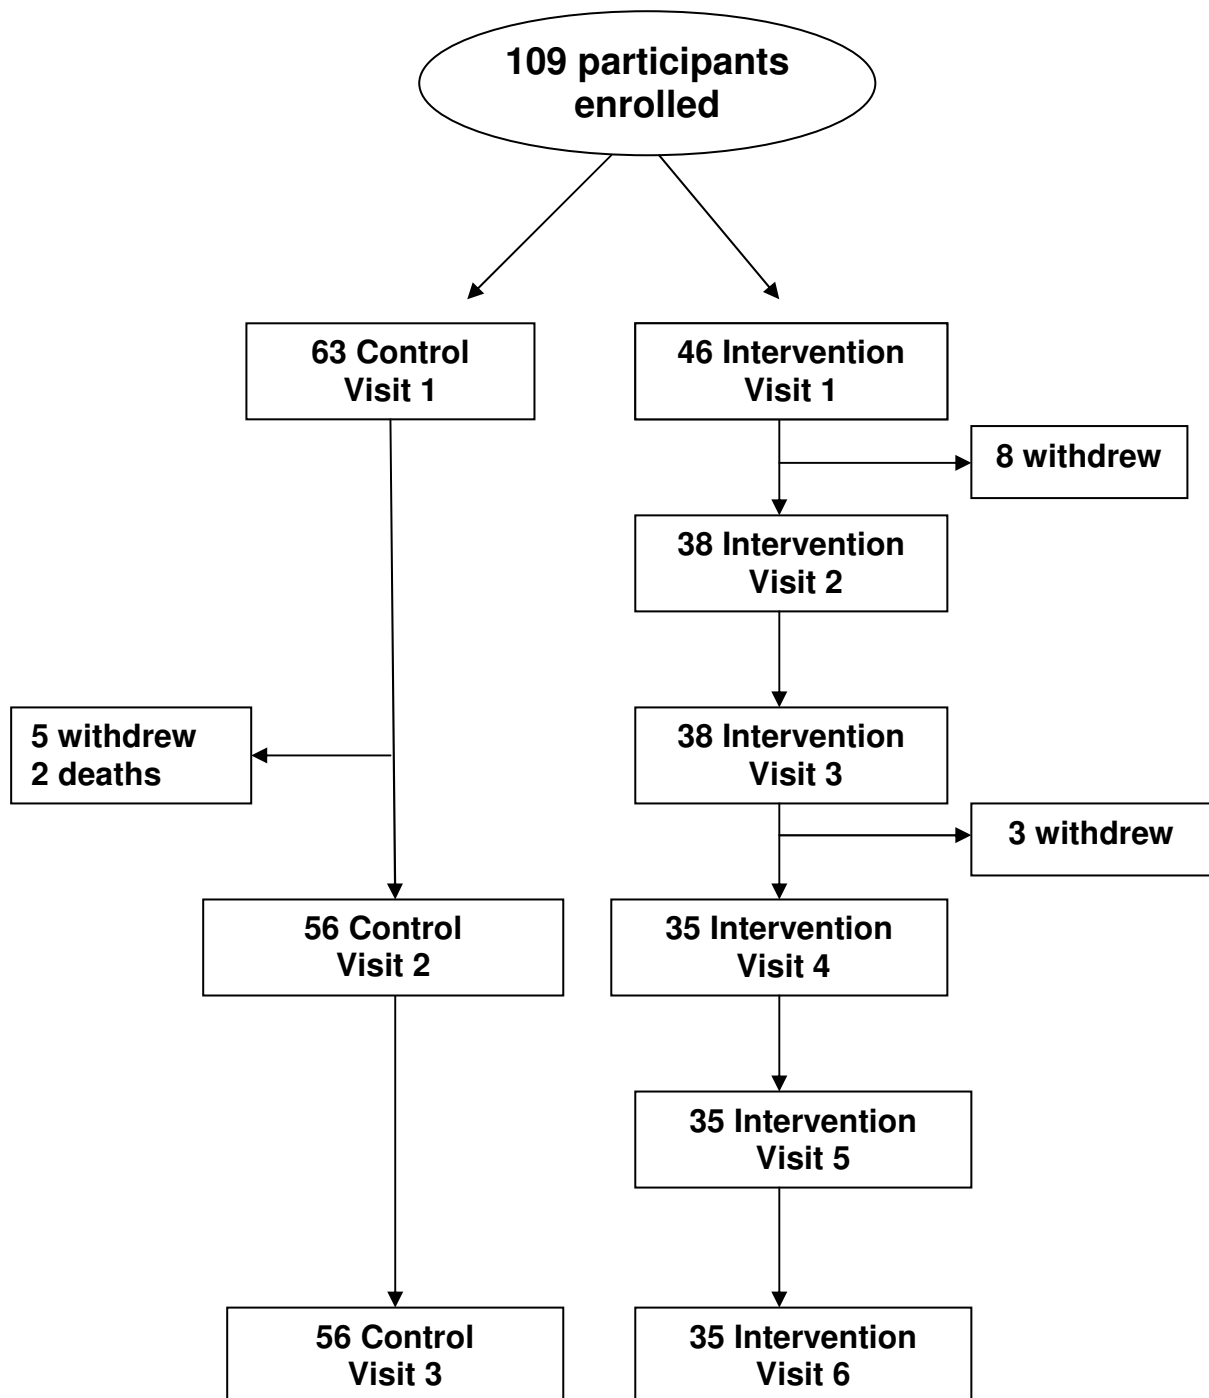 109 participants
enrolled
63 Control
Visit 1
46 Intervention
Visit 1
8 withdrew
38 Intervention
Visit 2
5 withdrew
2 deaths
38 Intervention
Visit 3
3 withdrew
56 Control
Visit 2
35 Intervention
Visit 4
35 Intervention
Visit 5
56 Control
Visit 3
35 Intervention
Visit 6